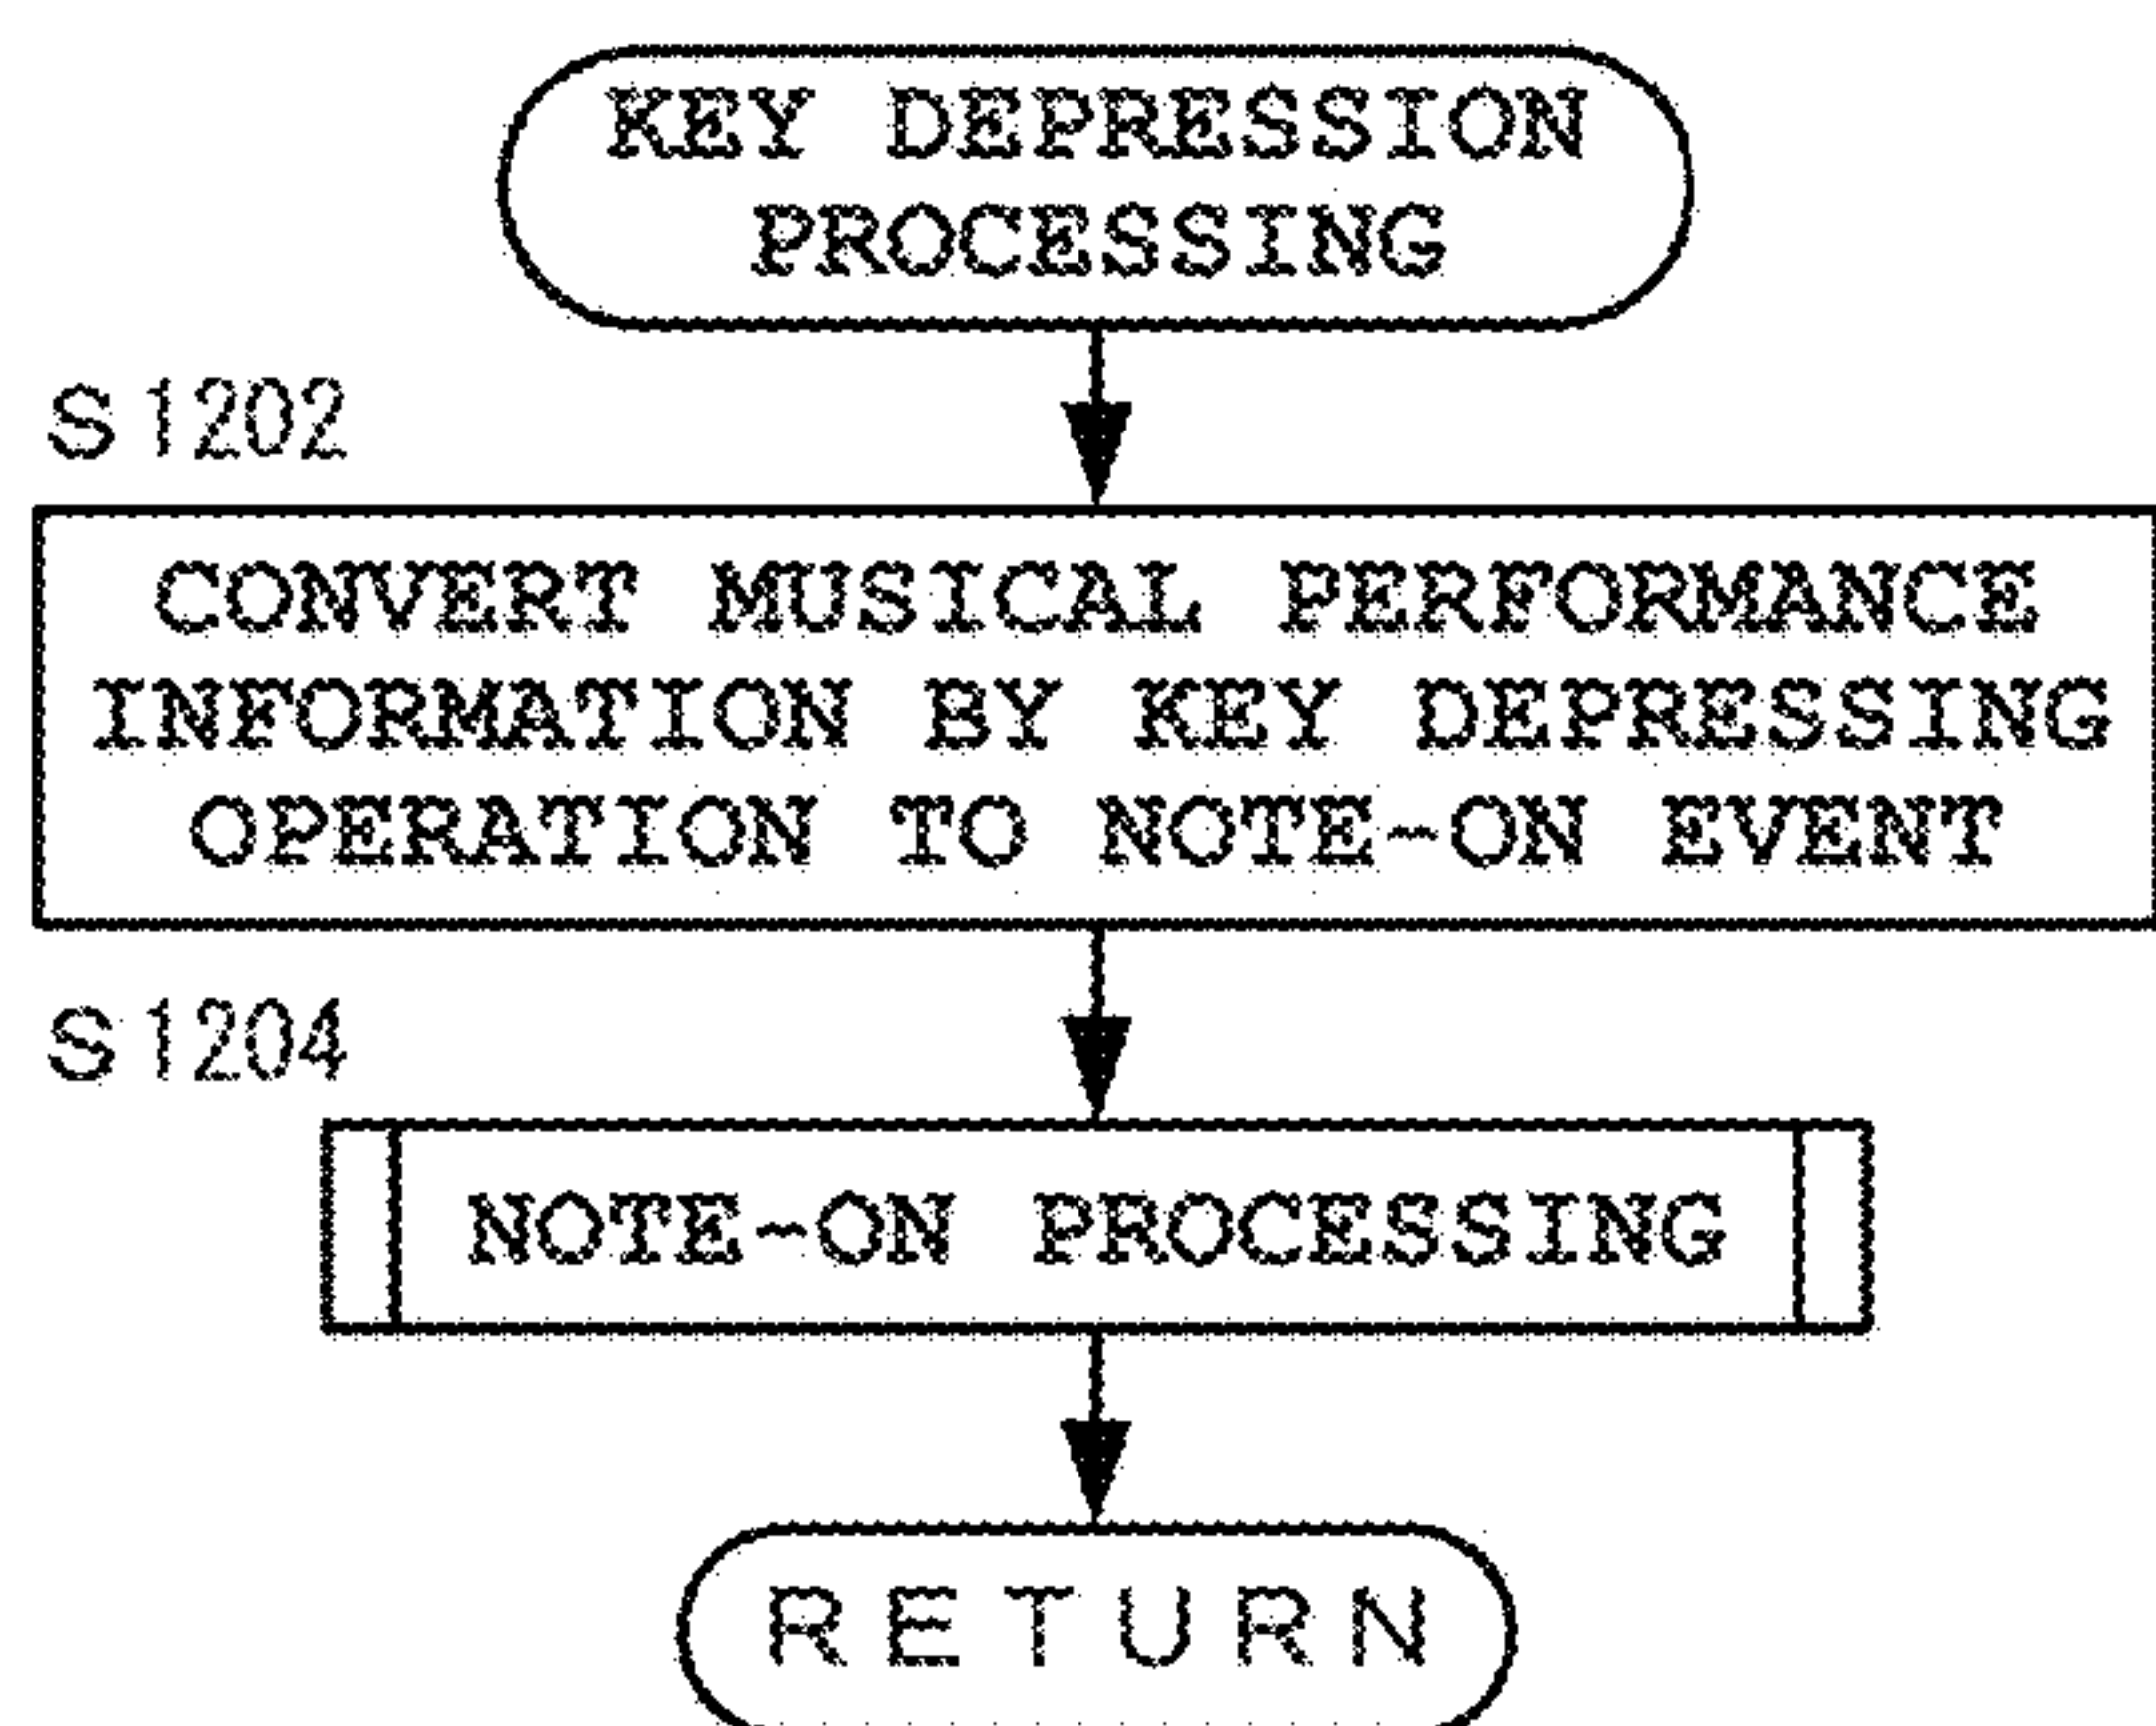 KEY DEPRESSION
PROCESSING
S1202
CONVERT MUSICAL PERFORMANCE
INFORMATION BY KEY DEPRESSING
OPERATION TO NOTE-ON EVENT
S1204
NOTE-ON PROCESSING
RETURN